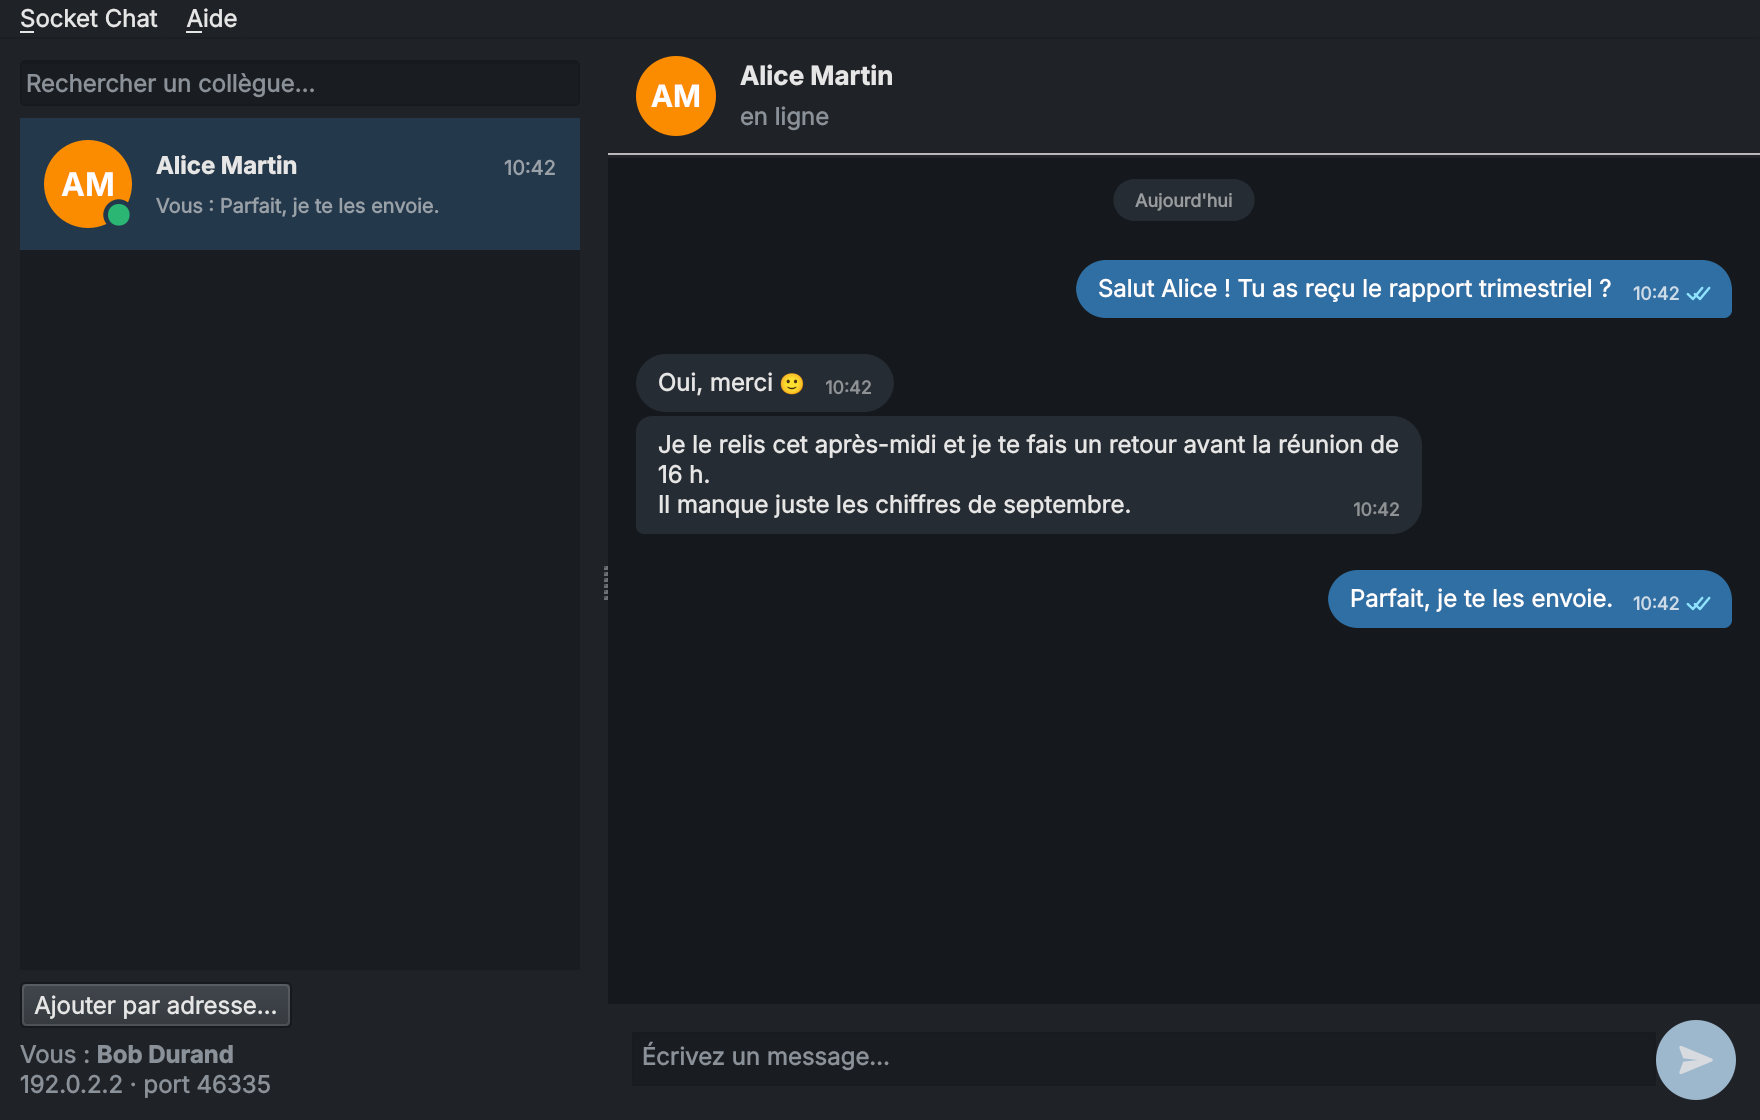 Socket Chat Aide
Rechercher un collègue...
AM
Alice Martin 10:42
Vous : Parfait, je te les envoie.
Ajouter par adresse...
Vous : Bob Durand
192.0.2.2 · port 46335
AM
Alice Martin
en ligne
Aujourd'hui
Salut Alice ! Tu as reçu le rapport trimestriel ? 10:42
Oui, merci 🙂 10:42
Je le relis cet après-midi et je te fais un retour avant la réunion de
16 h.
Il manque juste les chiffres de septembre. 10:42
Parfait, je te les envoie. 10:42
Écrivez un message...